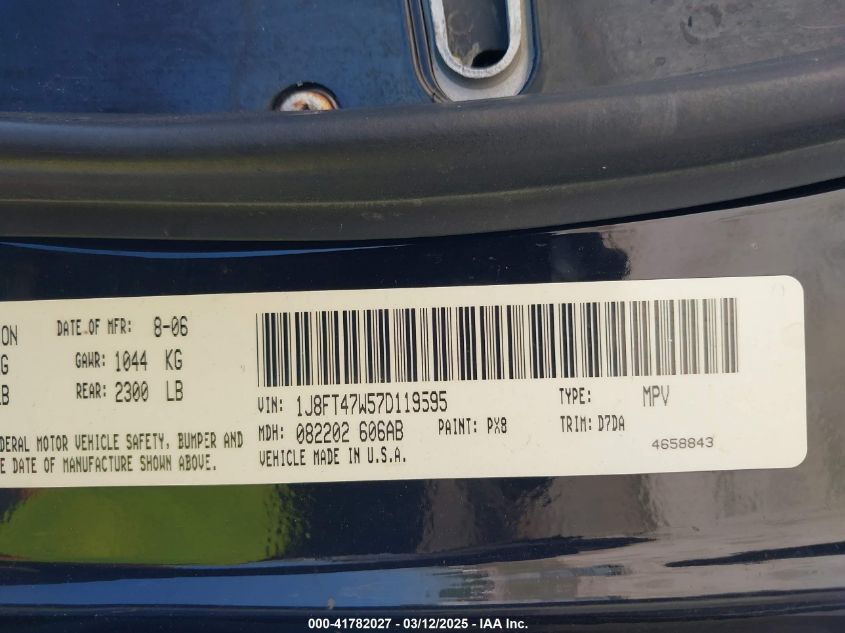 ON DATE OF MFR: 8-06
G GAWR: 1044 KG
LB REAR: 2300 LB
VIN: 1J8FT47W57D119595 TYPE: MPV
MDH: 082202 606AB PAINT: PX8 TRIM: D7DA
DERAL MOTOR VEHICLE SAFETY, BUMPER AND
E DATE OF MANUFACTURE SHOWN ABOVE.
VEHICLE MADE IN U.S.A.
4658843
000-41782027 - 03/12/2025 - IAA Inc.